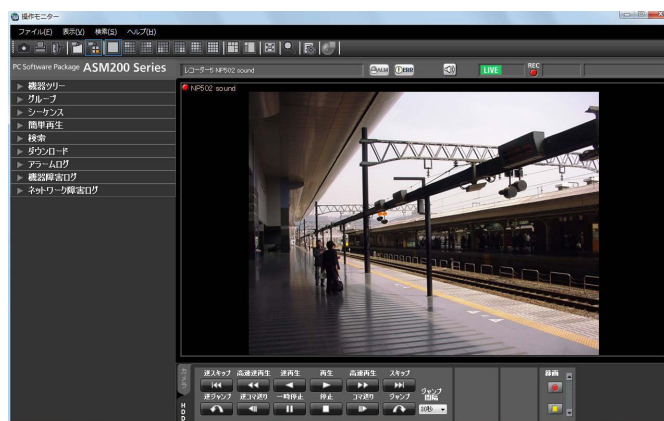 操作モニター
ファイル(F) 表示(V) 検索(S) ヘルプ(H)
PC Software Package ASM200 Series
レコーダー5 NP502 sound
ALM
ERR
LIVE
REC
NP502 sound
機器ツリー
グループ
シーケンス
簡単再生
検索
ダウンロード
アラームログ
機器障害ログ
ネットワーク障害ログ
逆スキップ 高速逆再生 逆再生 再生 高速再生 スキップ
逆ジャンプ 逆コマ送り 一時停止 停止 コマ送り ジャンプ
ジャンプ
間隔
30秒
録画
HDD